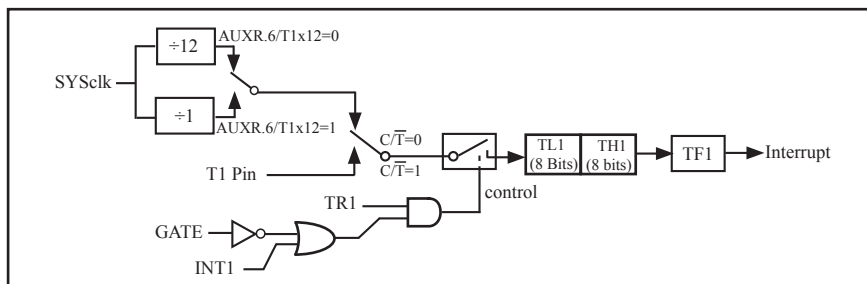 ÷12
AUXR.6/T1x12=0
SYSclk
÷1
AUXR.6/T1x12=1
C/T̅=0
C/T̅=1
T1 Pin
TL1
(8 Bits)
TH1
(8 bits)
TF1
Interrupt
control
TR1
GATE
INT1